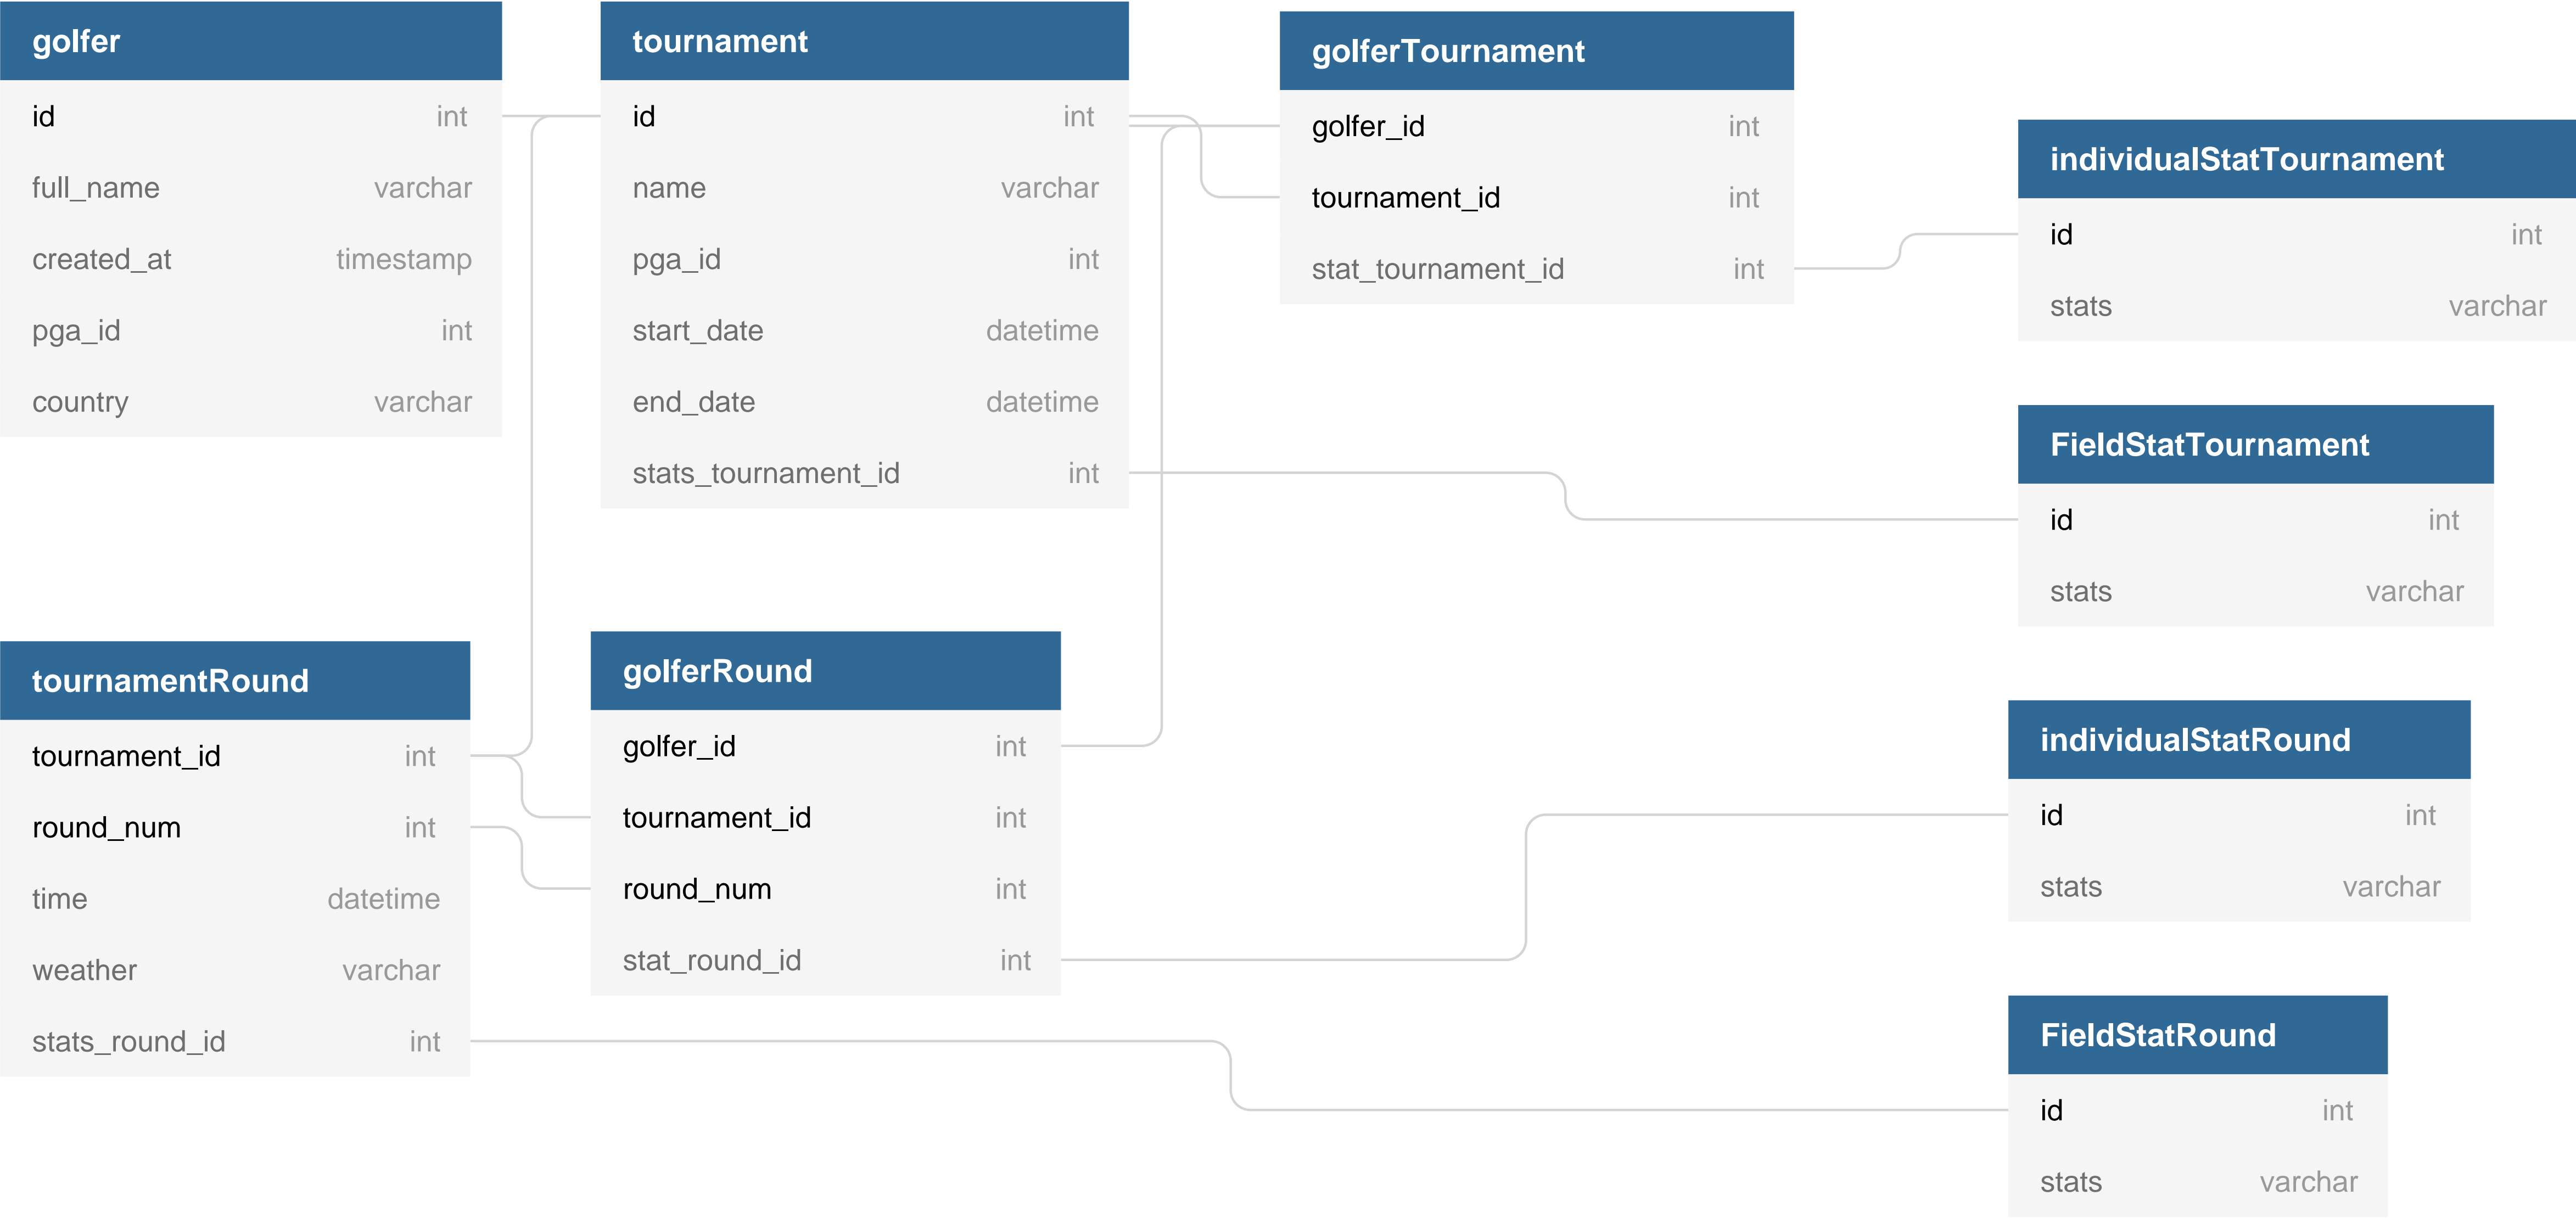 golfer
id int
full_name varchar
created_at timestamp
pga_id int
country varchar
tournament
id int
name varchar
pga_id int
start_date datetime
end_date datetime
stats_tournament_id int
golferTournament
golfer_id int
tournament_id int
stat_tournament_id int
individualStatTournament
id int
stats varchar
FieldStatTournament
id int
stats varchar
tournamentRound
tournament_id int
round_num int
time datetime
weather varchar
stats_round_id int
golferRound
golfer_id int
tournament_id int
round_num int
stat_round_id int
individualStatRound
id int
stats varchar
FieldStatRound
id int
stats varchar